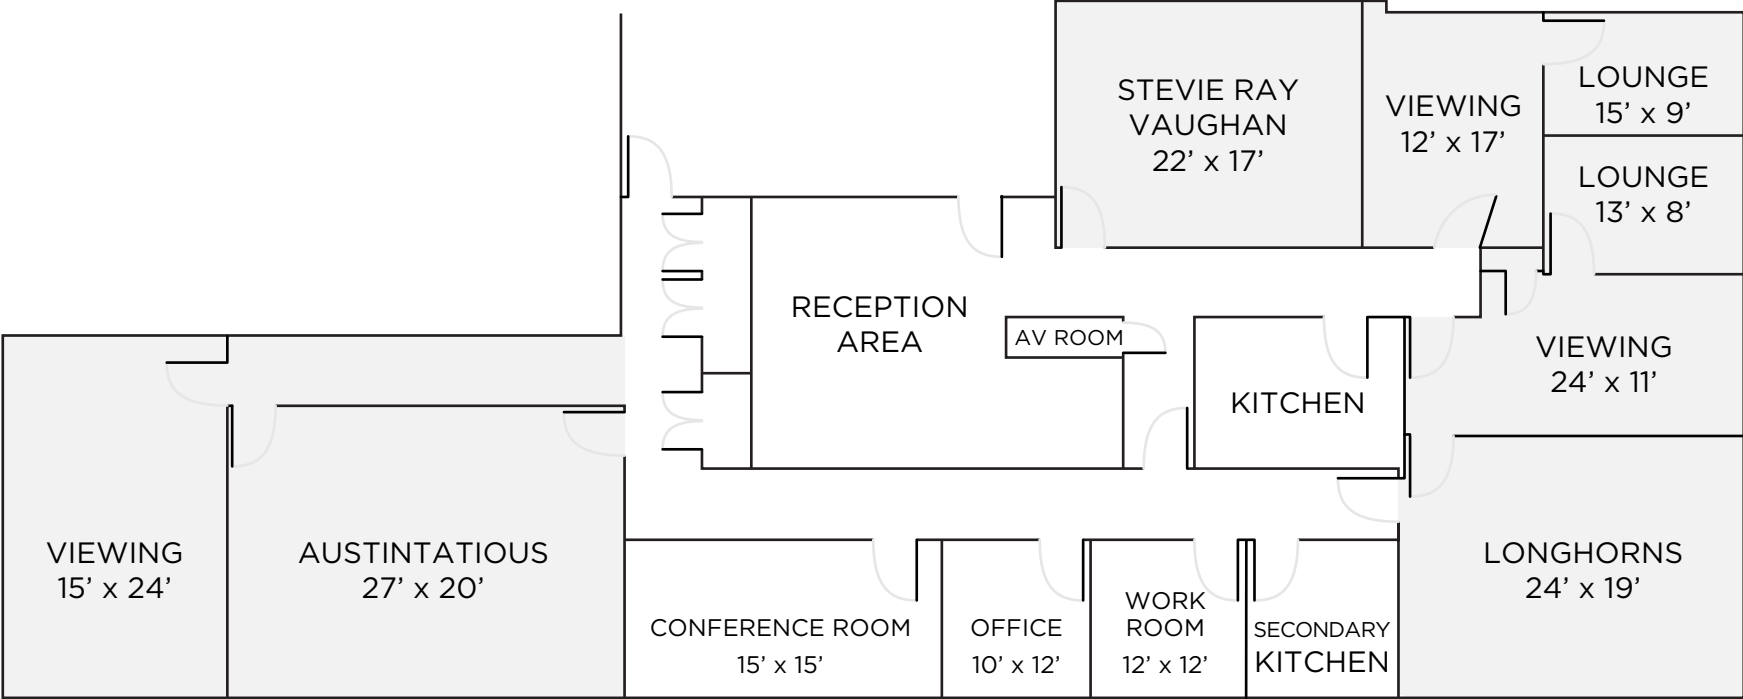 STEVIE RAY
VAUGHAN
22’ x 17’
VIEWING
12’ x 17’
LOUNGE
15’ x 9’
LOUNGE
13’ x 8’
RECEPTION
AREA
AV ROOM
KITCHEN
VIEWING
24’ x 11’
VIEWING
15’ x 24’
AUSTINTATIOUS
27’ x 20’
CONFERENCE ROOM
15’ x 15’
OFFICE
10’ x 12’
WORK
ROOM
12’ x 12’
SECONDARY
KITCHEN
LONGHORNS
24’ x 19’